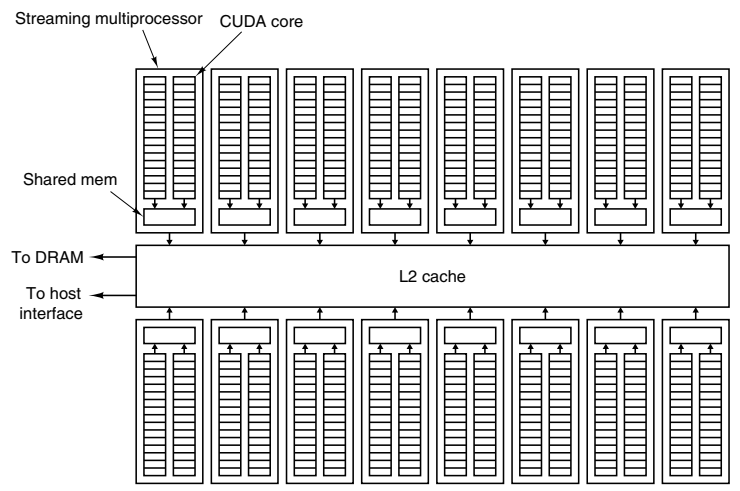 Streaming multiprocessor
CUDA core
Shared mem
To DRAM
L2 cache
To host
interface